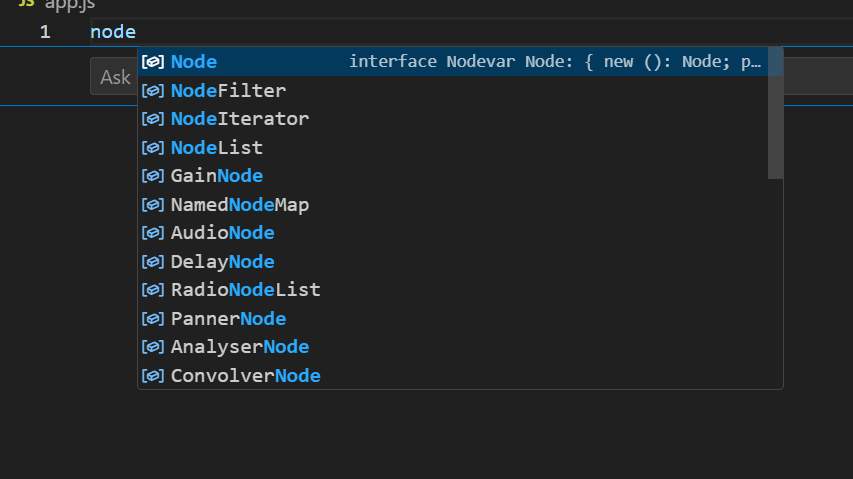 JS app.js
1 node
Ask
Node interface Nodevar Node: { new (): Node; p…
NodeFilter
NodeIterator
NodeList
GainNode
NamedNodeMap
AudioNode
DelayNode
RadioNodeList
PannerNode
AnalyserNode
ConvolverNode